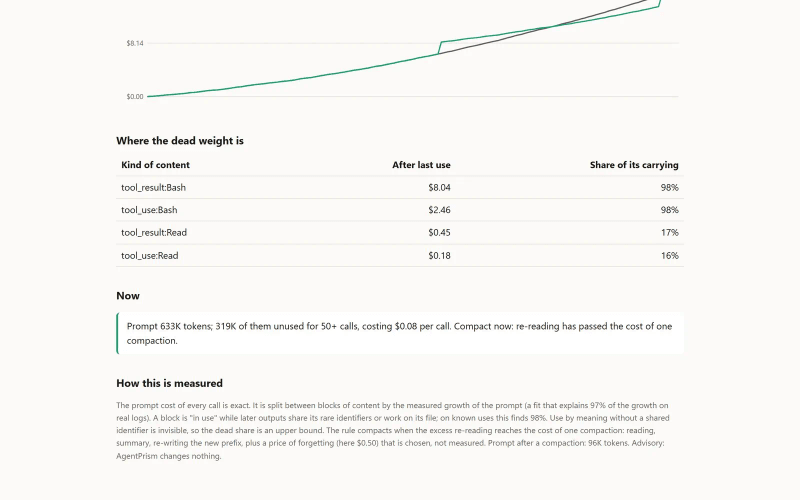 $8.14
$0.00
Where the dead weight is
Kind of content After last use Share of its carrying
tool_result:Bash $8.04 98%
tool_use:Bash $2.46 98%
tool_result:Read $0.45 17%
tool_use:Read $0.18 16%
Now
Prompt 633K tokens; 319K of them unused for 50+ calls, costing $0.08 per call. Compact now: re-reading has passed the cost of one
compaction.
How this is measured
The prompt cost of every call is exact. It is split between blocks of content by the measured growth of the prompt (a fit that explains 97% of the growth on
real logs). A block is "in use" while later outputs share its rare identifiers or work on its file; on known uses this finds 98%. Use by meaning without a shared
identifier is invisible, so the dead share is an upper bound. The rule compacts when the excess re-reading reaches the cost of one compaction: reading,
summary, re-writing the new prefix, plus a price of forgetting (here $0.50) that is chosen, not measured. Prompt after a compaction: 96K tokens. Advisory:
AgentPrism changes nothing.